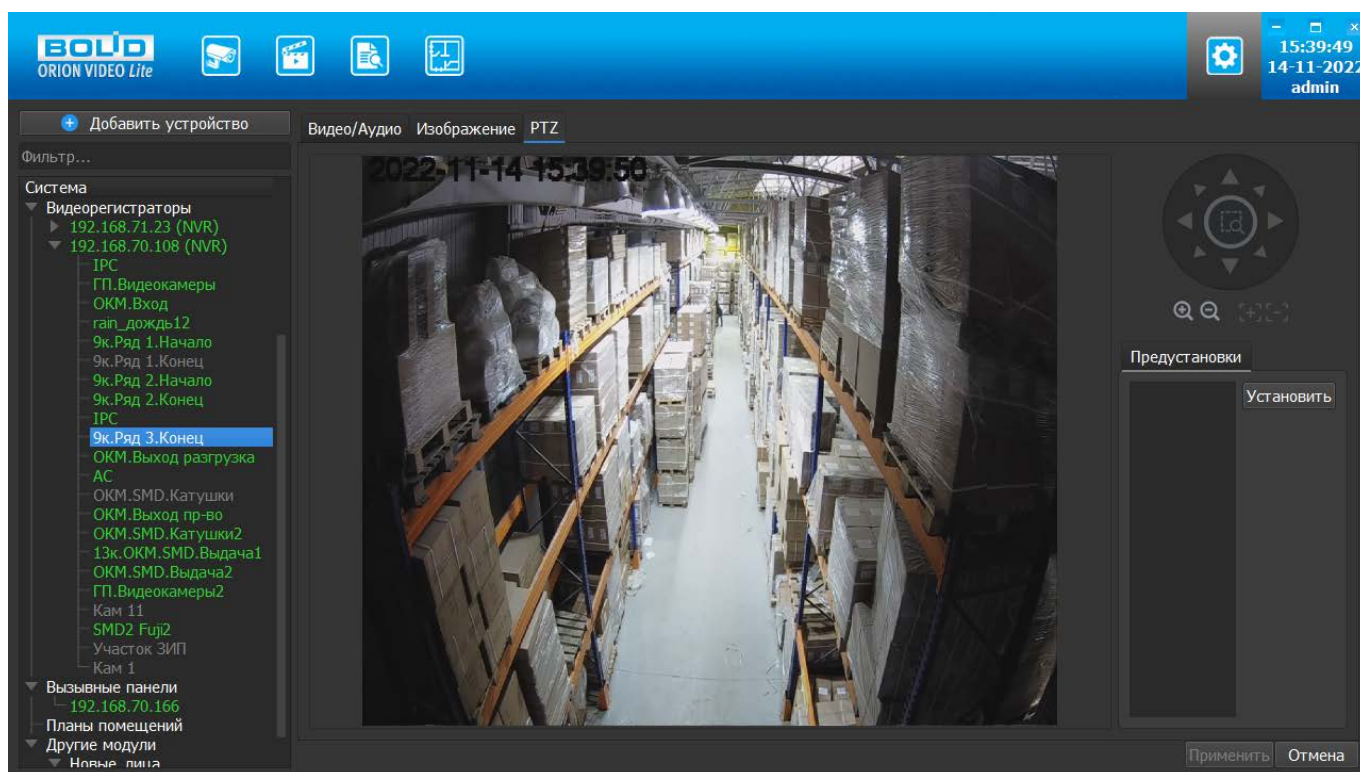 BOLID
ORION VIDEO Lite
15:39:49
14-11-2022
admin
Добавить устройство
Видео/Аудио Изображение PTZ
Фильтр...
2022-11-14 15:39:50
Система
Видеорегистраторы
192.168.71.23 (NVR)
192.168.70.108 (NVR)
IPC
ГП.Видеокамеры
ОКМ.Вход
rain_дождь12
9к.Ряд 1.Начало
9к.Ряд 1.Конец
9к.Ряд 2.Начало
9к.Ряд 2.Конец
IPC
9к.Ряд 3.Конец
ОКМ.Выход разгрузка
АС
ОКМ.SMD.Катушки
ОКМ.Выход пр-во
ОКМ.SMD.Катушки2
13к.ОКМ.SMD.Выдача1
ОКМ.SMD.Выдача2
ГП.Видеокамеры2
Кам 11
SMD2 Fuji2
Участок ЗИП
Кам 1
Вызывные панели
192.168.70.166
Планы помещений
Другие модули
Новые лица
Предустановки
Установить
Применить Отмена